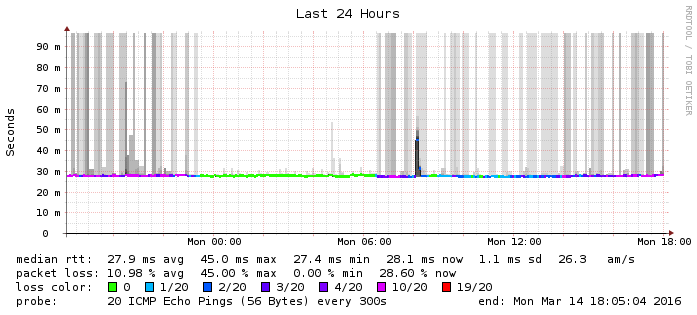 Last 24 Hours
RRDTOOL / TOBI OETIKER
Seconds
90 m
80 m
70 m
60 m
50 m
40 m
30 m
20 m
10 m
0
Mon 00:00 Mon 06:00 Mon 12:00 Mon 18:00
median rtt: 27.9 ms avg 45.0 ms max 27.4 ms min 28.1 ms now 1.1 ms sd 26.3 am/s
packet loss: 10.98 % avg 45.00 % max 0.00 % min 28.60 % now
loss color: 0 1/20 2/20 3/20 4/20 10/20 19/20
probe: 20 ICMP Echo Pings (56 Bytes) every 300s end: Mon Mar 14 18:05:04 2016